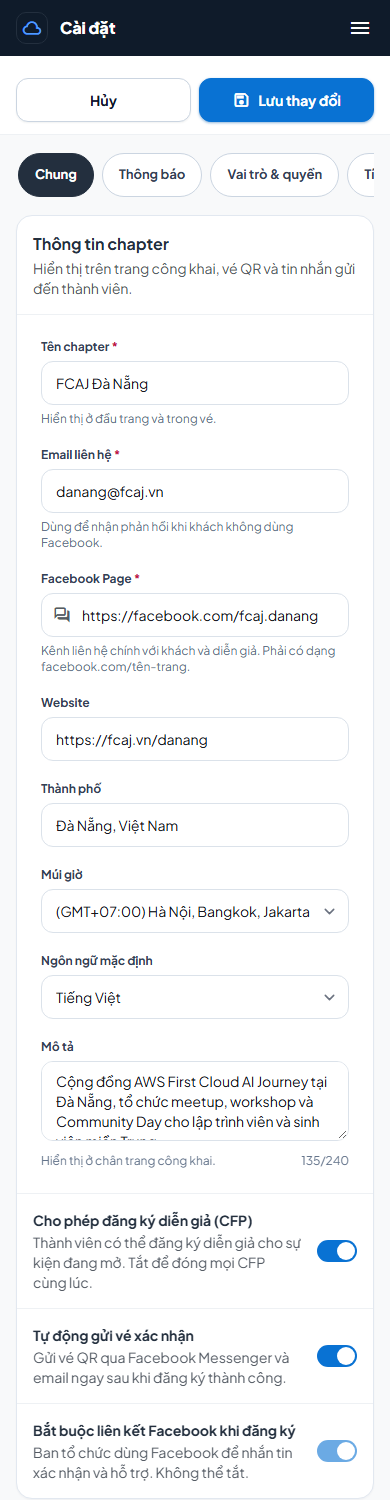 Cài đặt
Hủy
Lưu thay đổi
Chung
Thông báo
Vai trò & quyền
Thông tin chapter
Hiển thị trên trang công khai, vé QR và tin nhắn gửi
đến thành viên.
Tên chapter *
FCAJ Đà Nẵng
Hiển thị ở đầu trang và trong vé.
Email liên hệ *
danang@fcaj.vn
Dùng để nhận phản hồi khi khách không dùng
Facebook.
Facebook Page *
https://facebook.com/fcaj.danang
Kênh liên hệ chính với khách và diễn giả. Phải có dạng
facebook.com/tên-trang.
Website
https://fcaj.vn/danang
Thành phố
Đà Nẵng, Việt Nam
Múi giờ
(GMT+07:00) Hà Nội, Bangkok, Jakarta
Ngôn ngữ mặc định
Tiếng Việt
Mô tả
Cộng đồng AWS First Cloud AI Journey tại
Đà Nẵng, tổ chức meetup, workshop và
Community Day cho lập trình viên và sinh
viên miền Trung
Hiển thị ở chân trang công khai.
135/240
Cho phép đăng ký diễn giả (CFP)
Thành viên có thể đăng ký diễn giả cho sự
kiện đang mở. Tắt để đóng mọi CFP
cùng lúc.
Tự động gửi vé xác nhận
Gửi vé QR qua Facebook Messenger và
email ngay sau khi đăng ký thành công.
Bắt buộc liên kết Facebook khi đăng ký
Ban tổ chức dùng Facebook để nhắn tin
xác nhận và hỗ trợ. Không thể tắt.